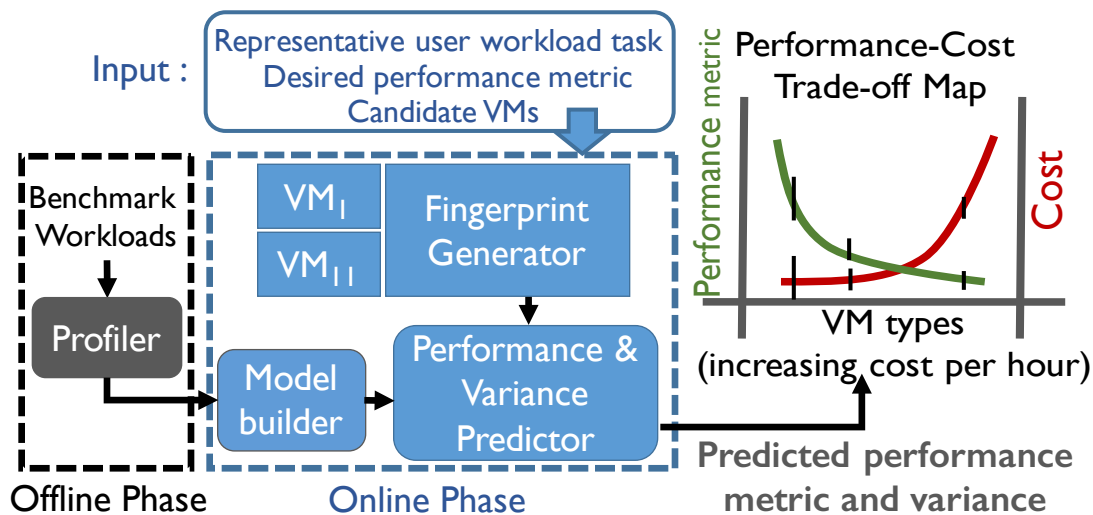 Input :
Representative user workload task
Desired performance metric
Candidate VMs
Benchmark
Workloads
Profiler
Offline Phase
VM_I
VM_II
Fingerprint
Generator
Model
builder
Performance &
Variance
Predictor
Online Phase
Performance-Cost
Trade-off Map
Performance metric
Cost
VM types
(increasing cost per hour)
Predicted performance
metric and variance